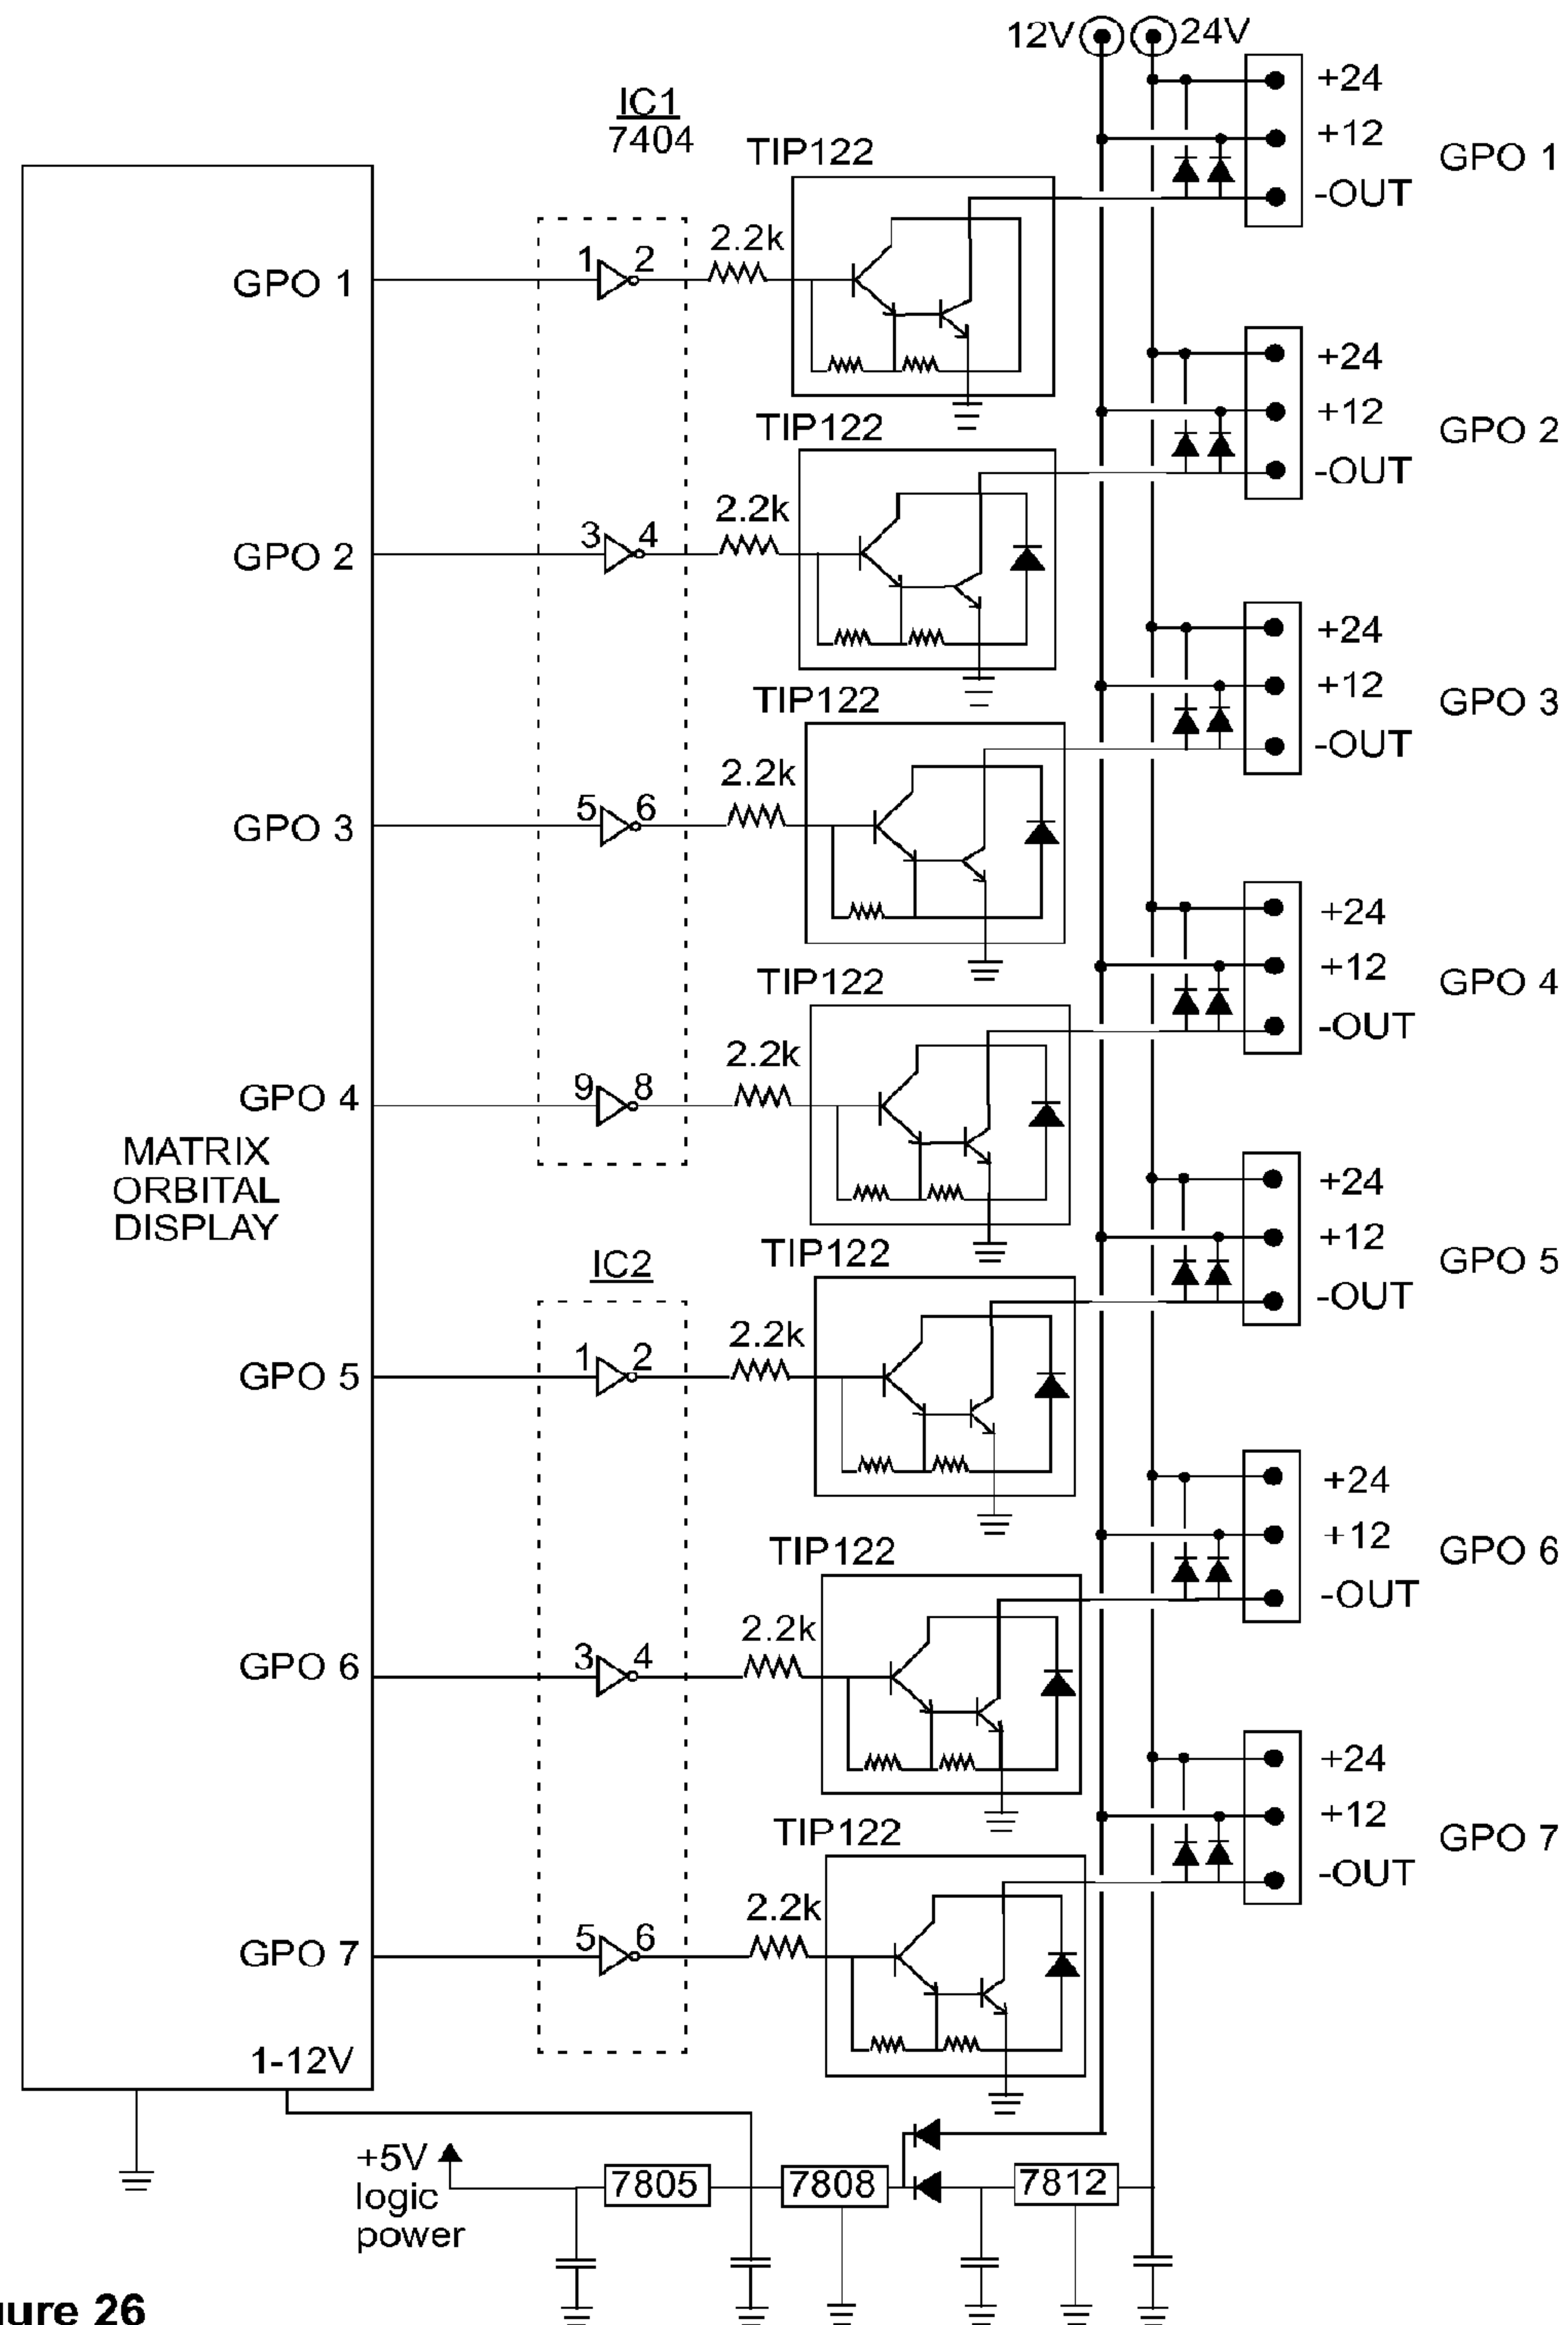 12V 24V
IC1
7404
TIP122
+24
+12
-OUT
GPO 1
GPO 1
1 2
2.2k
TIP122
+24
+12
-OUT
GPO 2
GPO 2
3 4
2.2k
TIP122
+24
+12
-OUT
GPO 3
GPO 3
5 6
2.2k
TIP122
+24
+12
-OUT
GPO 4
GPO 4
9 8
2.2k
MATRIX
ORBITAL
DISPLAY
IC2
TIP122
+24
+12
-OUT
GPO 5
GPO 5
1 2
2.2k
TIP122
+24
+12
-OUT
GPO 6
GPO 6
3 4
2.2k
TIP122
+24
+12
-OUT
GPO 7
GPO 7
5 6
2.2k
1-12V
+5V
logic
power
7805
7808
7812
26